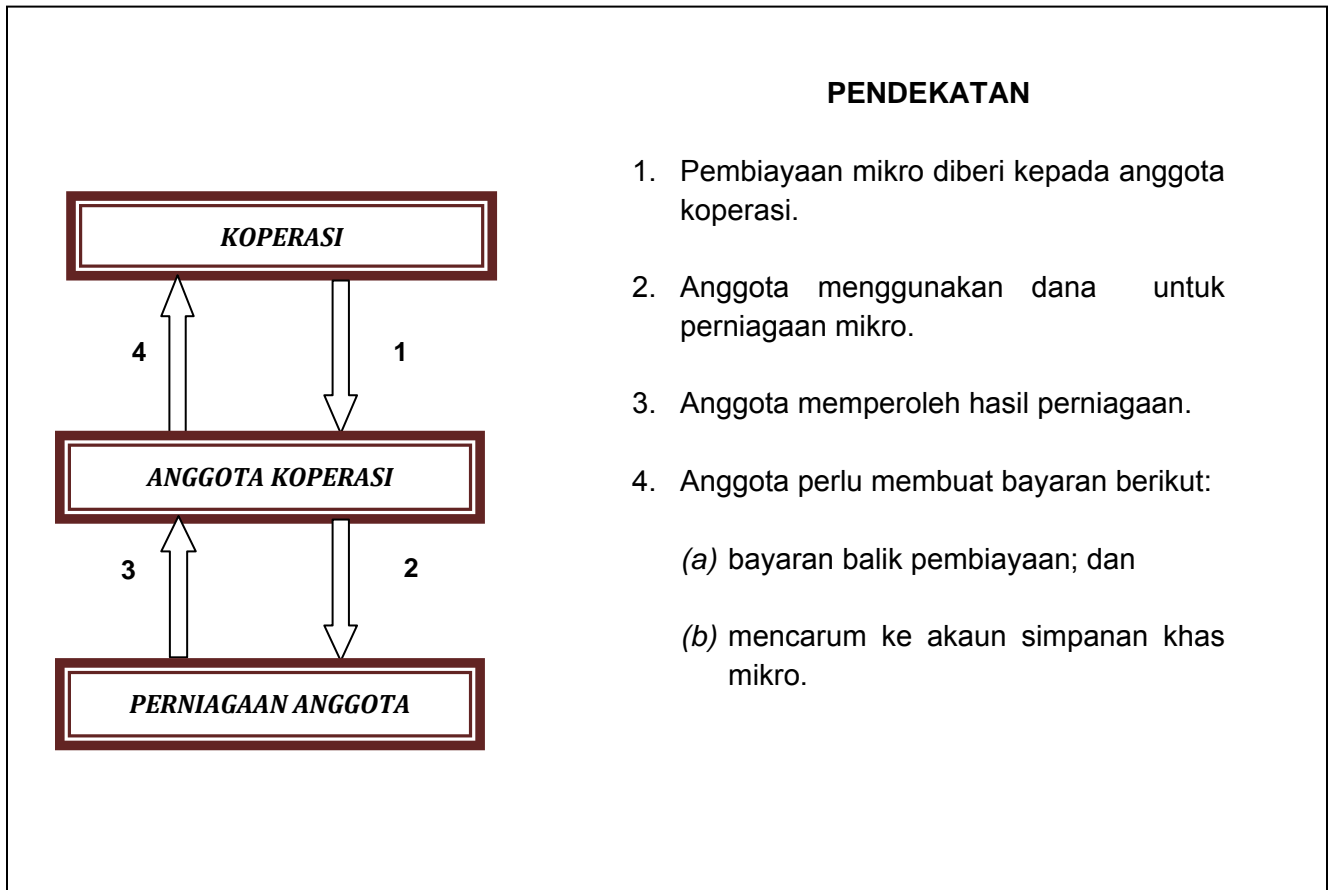 KOPERASI
4
1
ANGGOTA KOPERASI
3
2
PERNIAGAAN ANGGOTA
PENDEKATAN
1. Pembiayaan mikro diberi kepada anggota
koperasi.
2. Anggota menggunakan dana untuk
perniagaan mikro.
3. Anggota memperoleh hasil perniagaan.
4. Anggota perlu membuat bayaran berikut:
(a) bayaran balik pembiayaan; dan
(b) mencarum ke akaun simpanan khas
mikro.